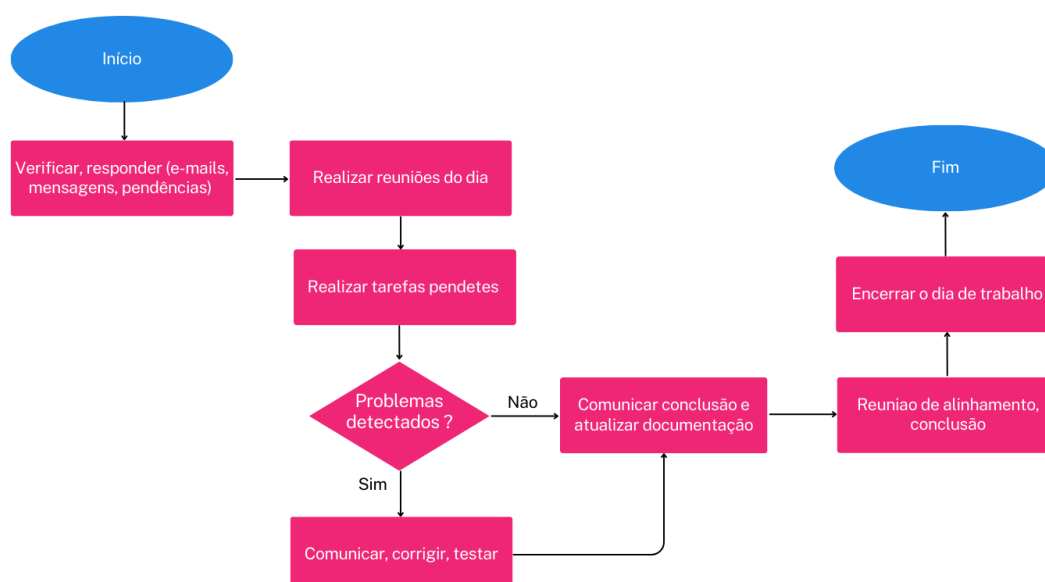 Início
Verificar, responder (e-mails,
mensagens, pendências)
Realizar reuniões do dia
Realizar tarefas pendetes
Problemas
detectados ?
Não
Sim
Comunicar, corrigir, testar
Comunicar conclusão e
atualizar documentação
Reuniao de alinhamento,
conclusão
Encerrar o dia de trabalho
Fim